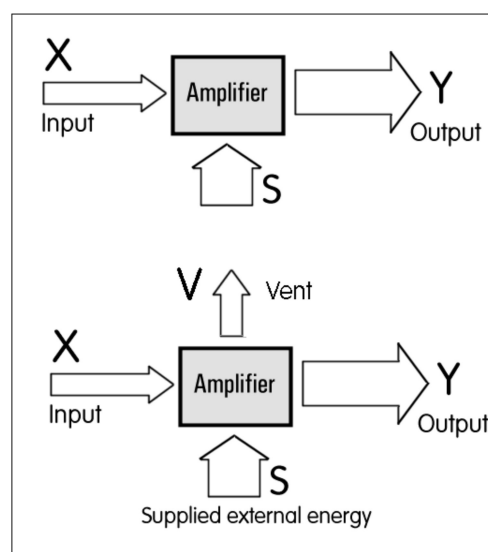 X
Input
Amplifier
Y
Output
S
V Vent
X
Input
Amplifier
Y
Output
S
Supplied external energy